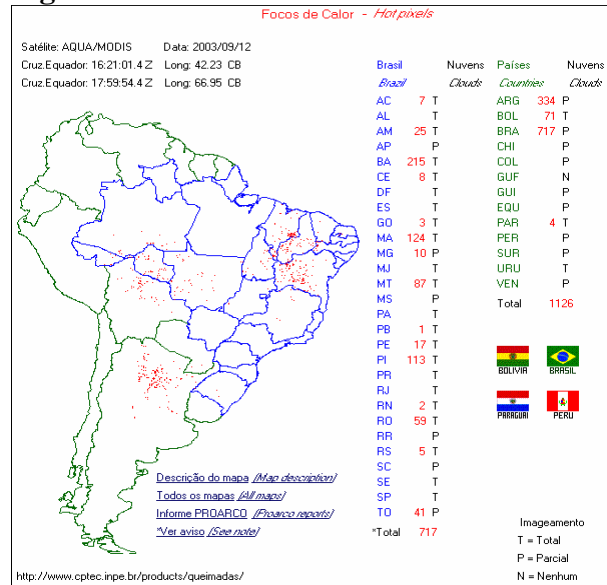 Focos de Calor - Hot pixels
Satélite: AQUA/MODIS Data: 2003/09/12
Cruz.Equador: 16:21:01.4 Z Long: 42.23 CB
Cruz.Equador: 17:59:54.4 Z Long: 66.95 CB
Brasil Nuvens
Brazil Clouds
AC 7 T
AL T
AM 25 T
AP P
BA 215 T
CE 8 T
DF T
ES T
GO 3 T
MA 124 T
MG 10 P
MJ T
MT 87 T
MS P
PA T
PB 1 T
PE 17 T
PI 113 T
PR T
RJ T
RN 2 T
RO 59 T
RR P
RS 5 T
SC P
SE T
SP T
TO 41 P
*Total 717
Países Nuvens
Countries Clouds
ARG 334 P
BOL 71 T
BRA 717 P
CHI P
COL P
GUF N
GUI P
EQU P
PAR 4 T
PER P
SUR P
URU T
VEN P
Total 1126
BOLIVIA BRASIL
PARAGUAI PERU
Descrição do mapa (Map description)
Todos os mapas (All maps)
Informe PROARCO (Proarco reports)
*Ver aviso (See note)
Imageamento
T = Total
P = Parcial
N = Nenhum
http://www.cptec.inpe.br/products/queimadas/